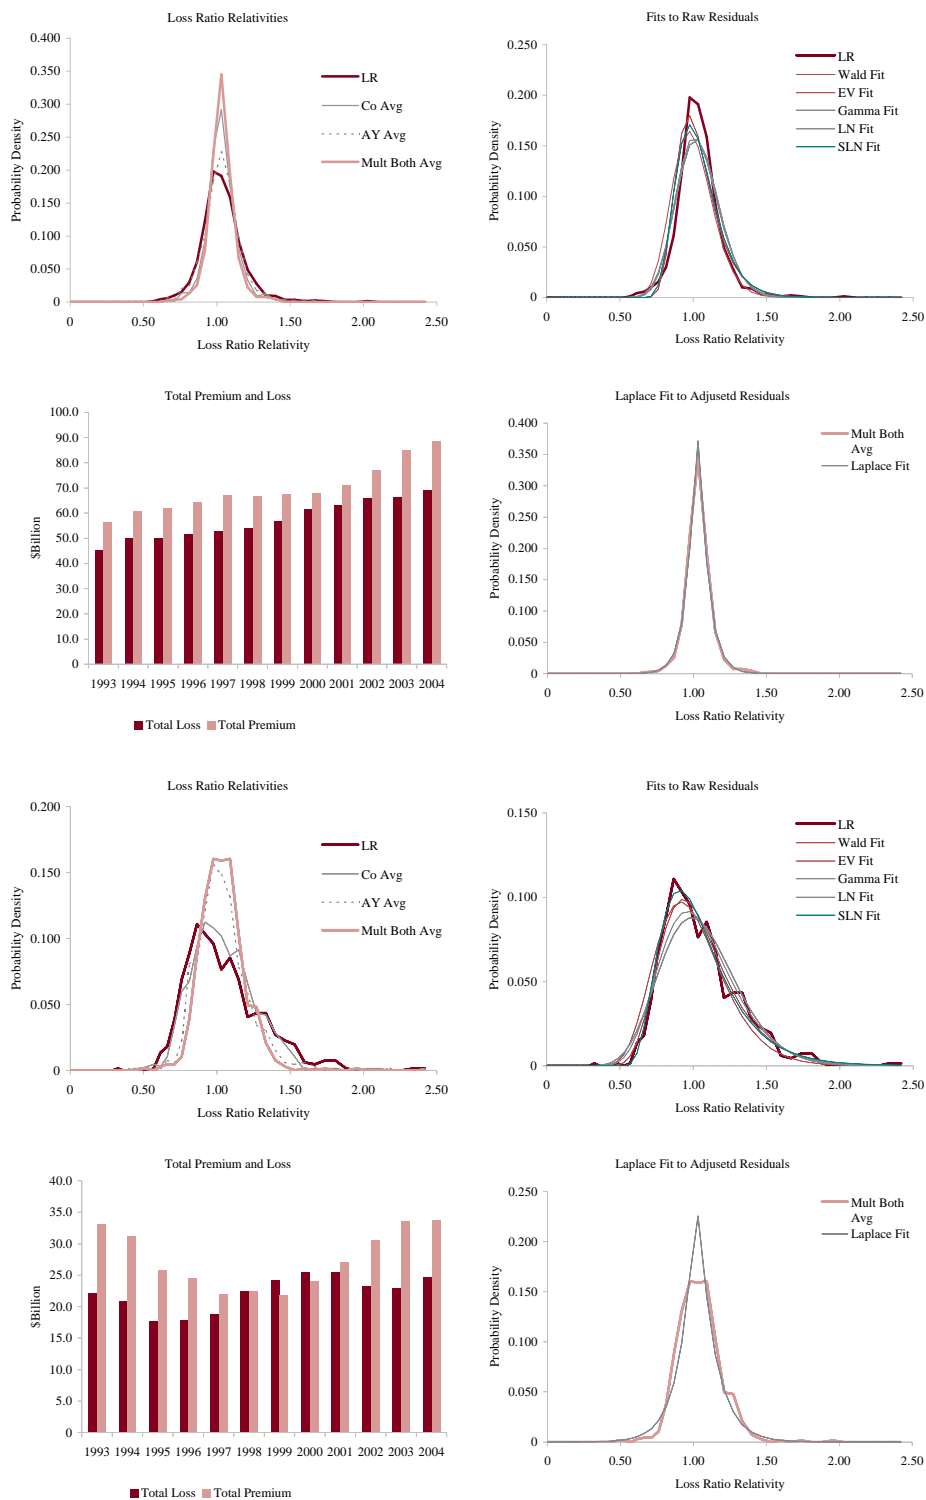 Loss Ratio Relativities
0.400
0.350
0.300
0.250
0.200
0.150
0.100
0.050
0
Probability Density
LR
Co Avg
AY Avg
Mult Both Avg
0 0.50 1.00 1.50 2.00 2.50
Loss Ratio Relativity
Fits to Raw Residuals
0.250
0.200
0.150
0.100
0.050
0
Probability Density
LR
Wald Fit
EV Fit
Gamma Fit
LN Fit
SLN Fit
0 0.50 1.00 1.50 2.00 2.50
Loss Ratio Relativity
Total Premium and Loss
100.0
90.0
80.0
70.0
60.0
50.0
40.0
30.0
20.0
10.0
0
$Billion
1993 1994 1995 1996 1997 1998 1999 2000 2001 2002 2003 2004
Total Loss Total Premium
Laplace Fit to Adjusetd Residuals
0.400
0.350
0.300
0.250
0.200
0.150
0.100
0.050
0
Probability Density
Mult Both
Avg
Laplace Fit
0 0.50 1.00 1.50 2.00 2.50
Loss Ratio Relativity
Loss Ratio Relativities
0.200
0.150
0.100
0.050
0
Probability Density
LR
Co Avg
AY Avg
Mult Both Avg
0 0.50 1.00 1.50 2.00 2.50
Loss Ratio Relativity
Fits to Raw Residuals
0.150
0.100
0.050
0
Probability Density
LR
Wald Fit
EV Fit
Gamma Fit
LN Fit
SLN Fit
0 0.50 1.00 1.50 2.00 2.50
Loss Ratio Relativity
Total Premium and Loss
40.0
35.0
30.0
25.0
20.0
15.0
10.0
5.0
0
$Billion
1993 1994 1995 1996 1997 1998 1999 2000 2001 2002 2003 2004
Total Loss Total Premium
Laplace Fit to Adjusetd Residuals
0.250
0.200
0.150
0.100
0.050
0
Probability Density
Mult Both
Avg
Laplace Fit
0 0.50 1.00 1.50 2.00 2.50
Loss Ratio Relativity